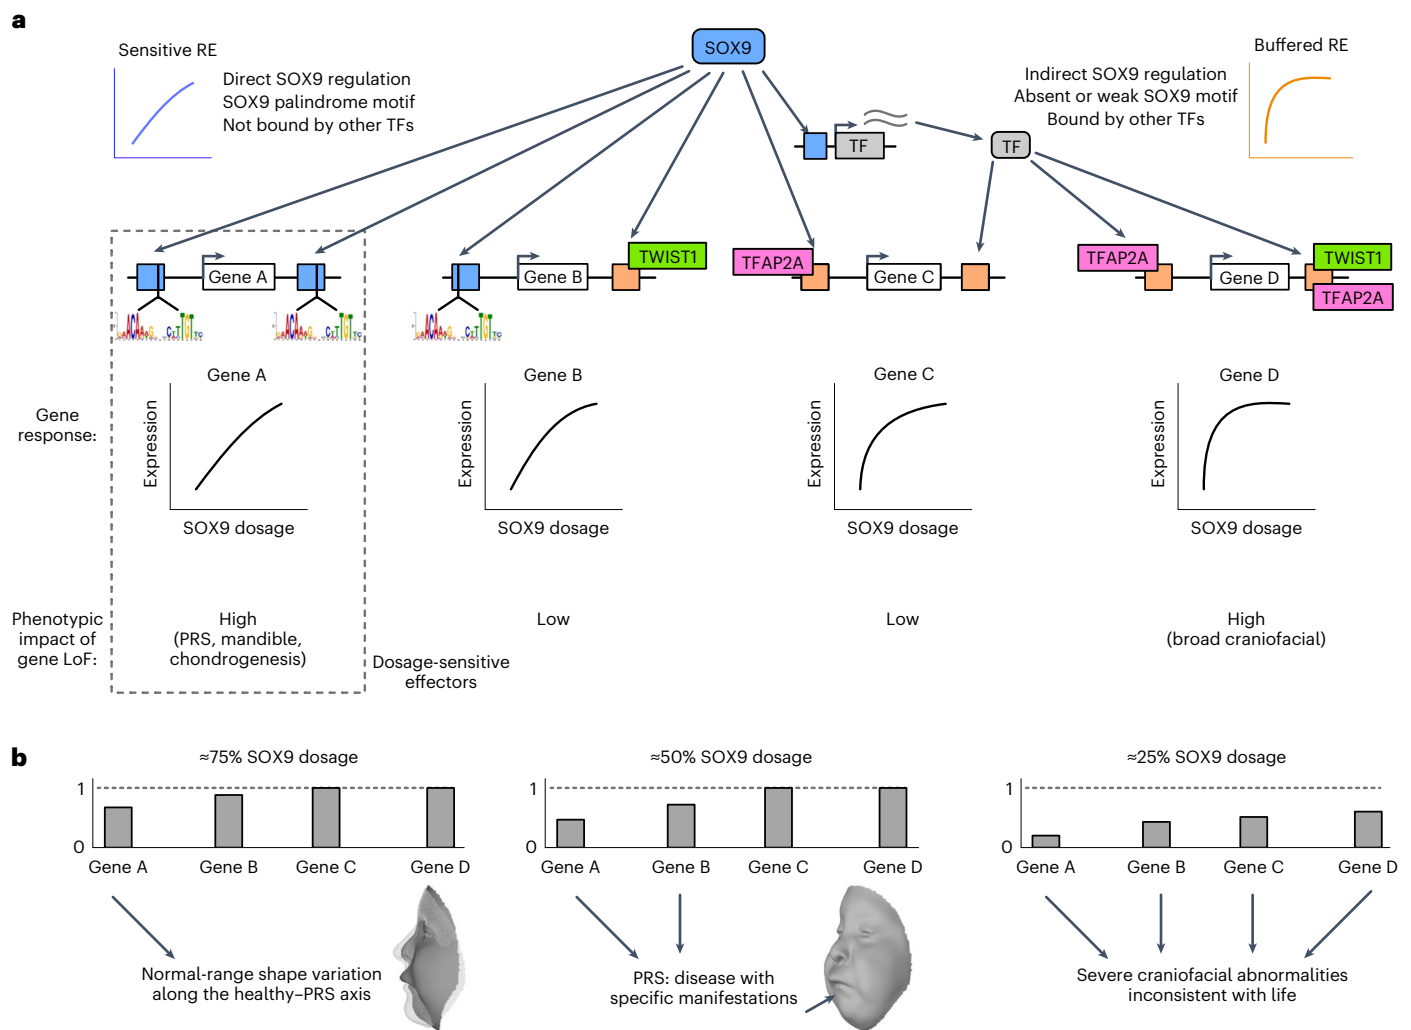 a
Sensitive RE
Direct SOX9 regulation
SOX9 palindrome motif
Not bound by other TFs
SOX9
Indirect SOX9 regulation
Absent or weak SOX9 motif
Bound by other TFs
Buffered RE
TF
TF
Gene A
Gene B
TWIST1
TFAP2A
Gene C
TFAP2A
Gene D
TWIST1
TFAP2A
Gene
response:
Gene A
Expression
SOX9 dosage
Gene B
Expression
SOX9 dosage
Gene C
Expression
SOX9 dosage
Gene D
Expression
SOX9 dosage
Phenotypic
impact of
gene LoF:
High
(PRS, mandible,
chondrogenesis)
Dosage-sensitive
effectors
Low
Low
High
(broad craniofacial)
b
≈75% SOX9 dosage
1
0
Gene A
Gene B
Gene C
Gene D
Normal-range shape variation
along the healthy–PRS axis
≈50% SOX9 dosage
1
0
Gene A
Gene B
Gene C
Gene D
PRS: disease with
specific manifestations
≈25% SOX9 dosage
1
0
Gene A
Gene B
Gene C
Gene D
Severe craniofacial abnormalities
inconsistent with life